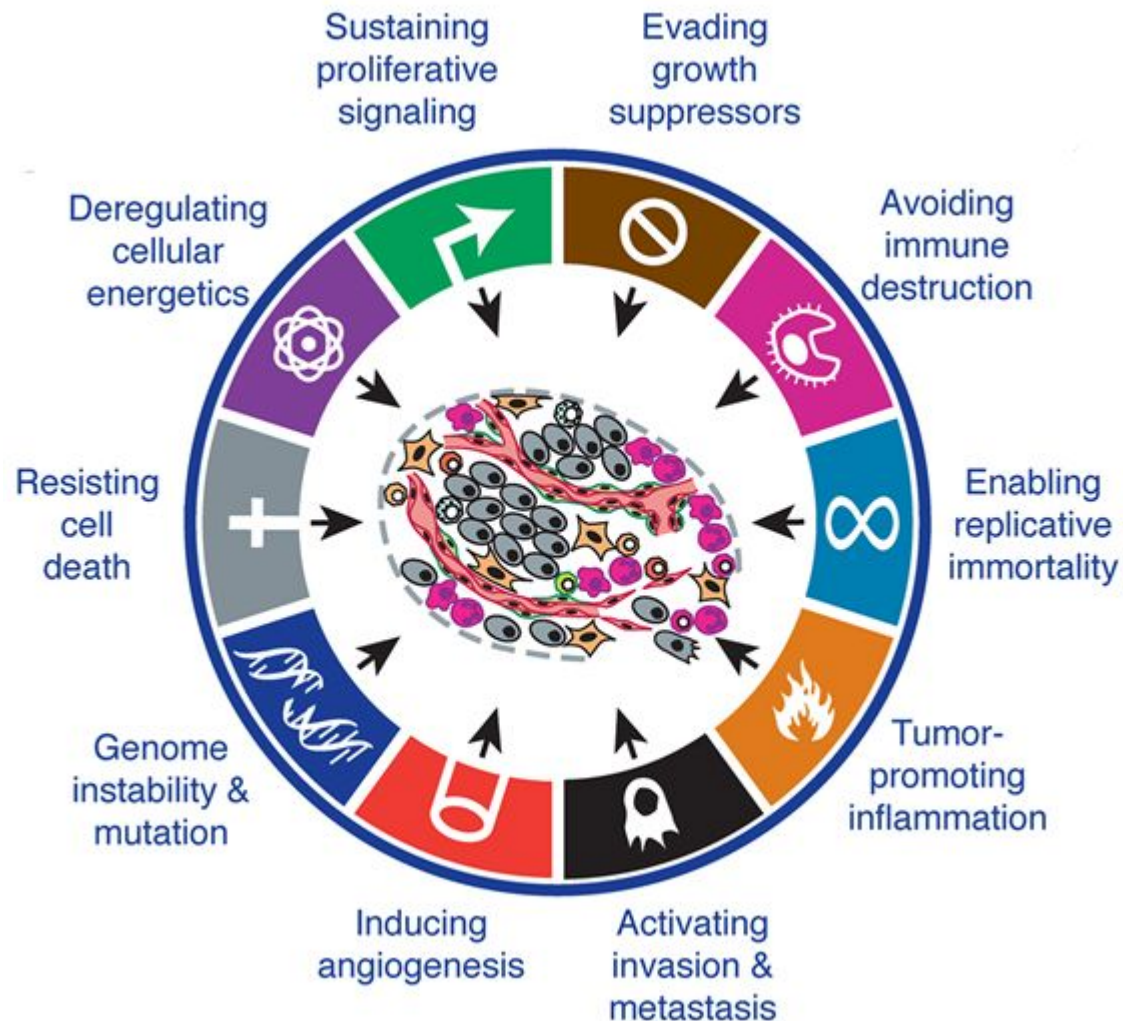 Sustaining
proliferative
signaling
Evading
growth
suppressors
Avoiding
immune
destruction
Enabling
replicative
immortality
Tumor-
promoting
inflammation
Activating
invasion &
metastasis
Inducing
angiogenesis
Genome
instability &
mutation
Resisting
cell
death
Deregulating
cellular
energetics